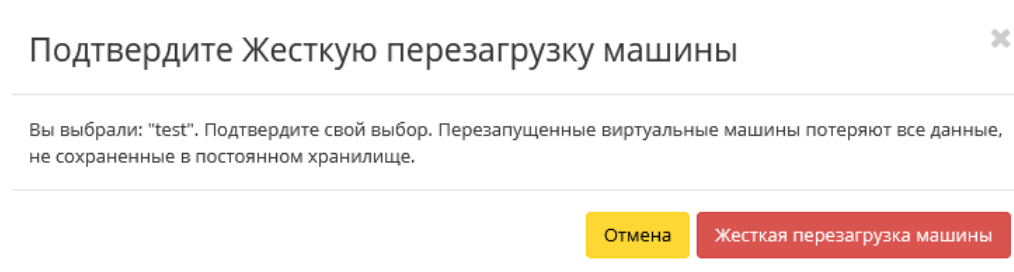 Подтвердите Жесткую перезагрузку машины
Вы выбрали: "test". Подтвердите свой выбор. Перезапущенные виртуальные машины потеряют все данные,
не сохраненные в постоянном хранилище.
Отмена
Жесткая перезагрузка машины